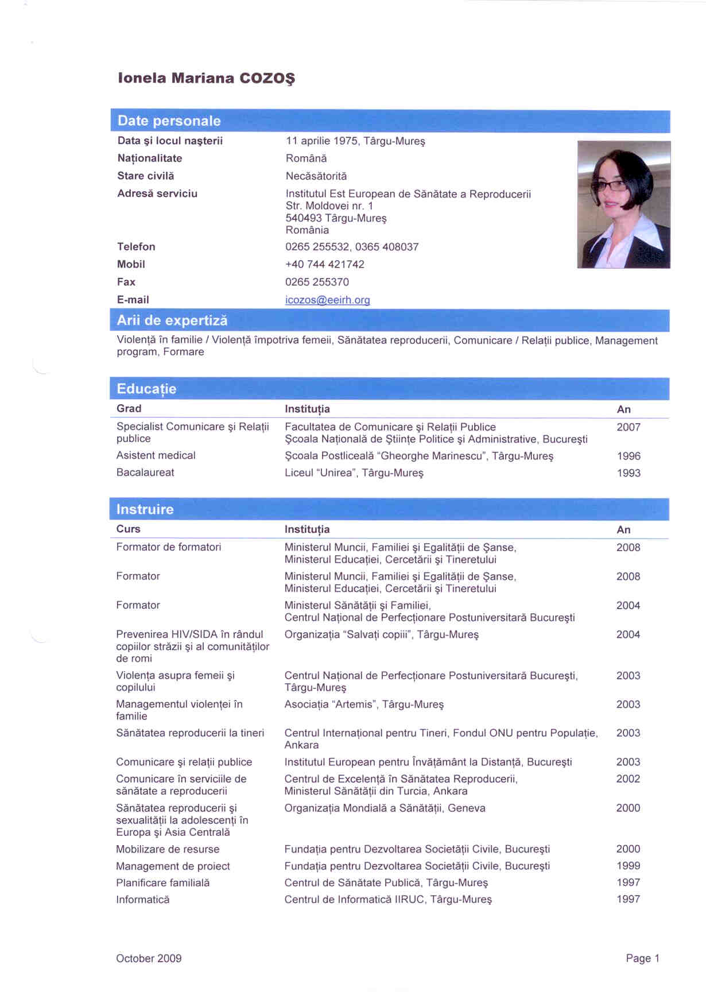 Ionela Mariana COZOŞ
Date personale
Data şi locul naşterii 11 aprilie 1975, Târgu-Mureş
Naţionalitate Română
Stare civilă Necăsătorită
Adresă serviciu Institutul Est European de Sănătate a Reproducerii
Str. Moldovei nr. 1
540493 Târgu-Mureş
România
Telefon 0265 255532, 0365 408037
Mobil +40 744 421742
Fax 0265 255370
E-mail icozos@eeirh.org
Arii de expertiză
Violenţă în familie / Violenţă împotriva femeii, Sănătatea reproducerii, Comunicare / Relaţii publice, Management
program, Formare
Educaţie
Grad Instituţia An
Specialist Comunicare şi Relaţii Facultatea de Comunicare şi Relaţii Publice 2007
publice Şcoala Naţională de Ştiinţe Politice şi Administrative, Bucureşti
Asistent medical Şcoala Postliceală “Gheorghe Marinescu”, Târgu-Mureş 1996
Bacalaureat Liceul “Unirea”, Târgu-Mureş 1993
Instruire
Curs Instituţia An
Formator de formatori Ministerul Muncii, Familiei şi Egalităţii de Şanse, 2008
Ministerul Educaţiei, Cercetării şi Tineretului
Formator Ministerul Muncii, Familiei şi Egalităţii de Şanse, 2008
Ministerul Educaţiei, Cercetării şi Tineretului
Formator Ministerul Sănătăţii şi Familiei, 2004
Centrul Naţional de Perfecţionare Postuniversitară Bucureşti
Prevenirea HIV/SIDA în rândul Organizaţia “Salvaţi copiii”, Târgu-Mureş 2004
copiilor străzii şi al comunităţilor
de romi
Violenţa asupra femeii şi Centrul Naţional de Perfecţionare Postuniversitară Bucureşti, 2003
copilului Târgu-Mureş
Managementul violenţei în Asociaţia “Artemis”, Târgu-Mureş 2003
familie
Sănătatea reproducerii la tineri Centrul Internaţional pentru Tineri, Fondul ONU pentru Populaţie, 2003
Ankara
Comunicare şi relaţii publice Institutul European pentru Învăţământ la Distanţă, Bucureşti 2003
Comunicare în serviciile de Centrul de Excelenţă în Sănătatea Reproducerii, 2002
sănătate a reproducerii Ministerul Sănătăţii din Turcia, Ankara
Sănătatea reproducerii şi Organizaţia Mondială a Sănătăţii, Geneva 2000
sexualităţii la adolescenţi în
Europa şi Asia Centrală
Mobilizare de resurse Fundaţia pentru Dezvoltarea Societăţii Civile, Bucureşti 2000
Management de proiect Fundaţia pentru Dezvoltarea Societăţii Civile, Bucureşti 1999
Planificare familială Centrul de Sănătate Publică, Târgu-Mureş 1997
Informatică Centrul de Informatică IIRUC, Târgu-Mureş 1997
October 2009 Page 1